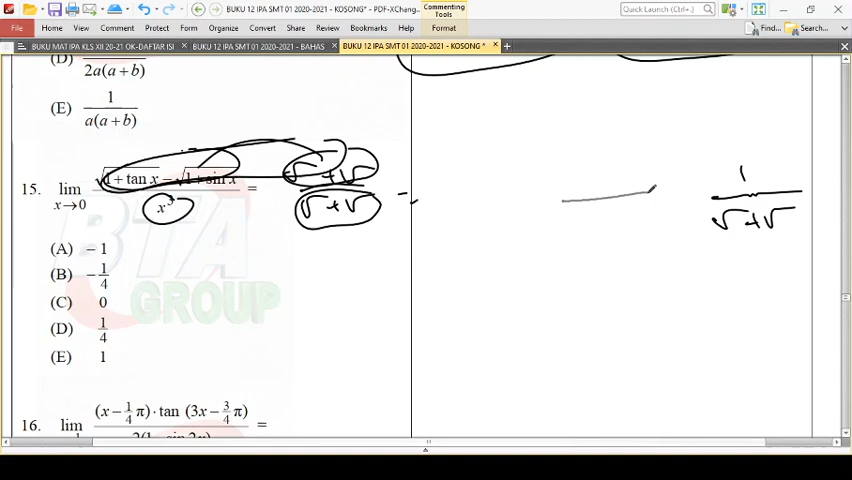 BUKU 12 IPA SMT 01 2020-2021 - KOSONG* - PDF-XChang
Commenting Tools
Quick Launch (Ctrl+.)
File Home View Comment Protect Form Organize Convert Share Review Bookmarks Help Format Find... Search...
BUKU MAT IPA KLS XII 20-21 OK-DAFTAR ISI × BUKU 12 IPA SMT 01 2020-2021 - BAHAS × BUKU 12 IPA SMT 01 2020-2021 - KOSONG * × +
(D) 2a(a + b)
(E) 1/(a(a + b))
15. lim x→0 (√(1 + tan x) − √(1 + sin x))/x³ = (√ + √)/(√ + √) = 1/(√ + √)
(A) − 1
(B) − 1/4
(C) 0
(D) 1/4
(E) 1
BTA GROUP
16. lim (x − 1/4 π) · tan (3x − 3/4 π) =